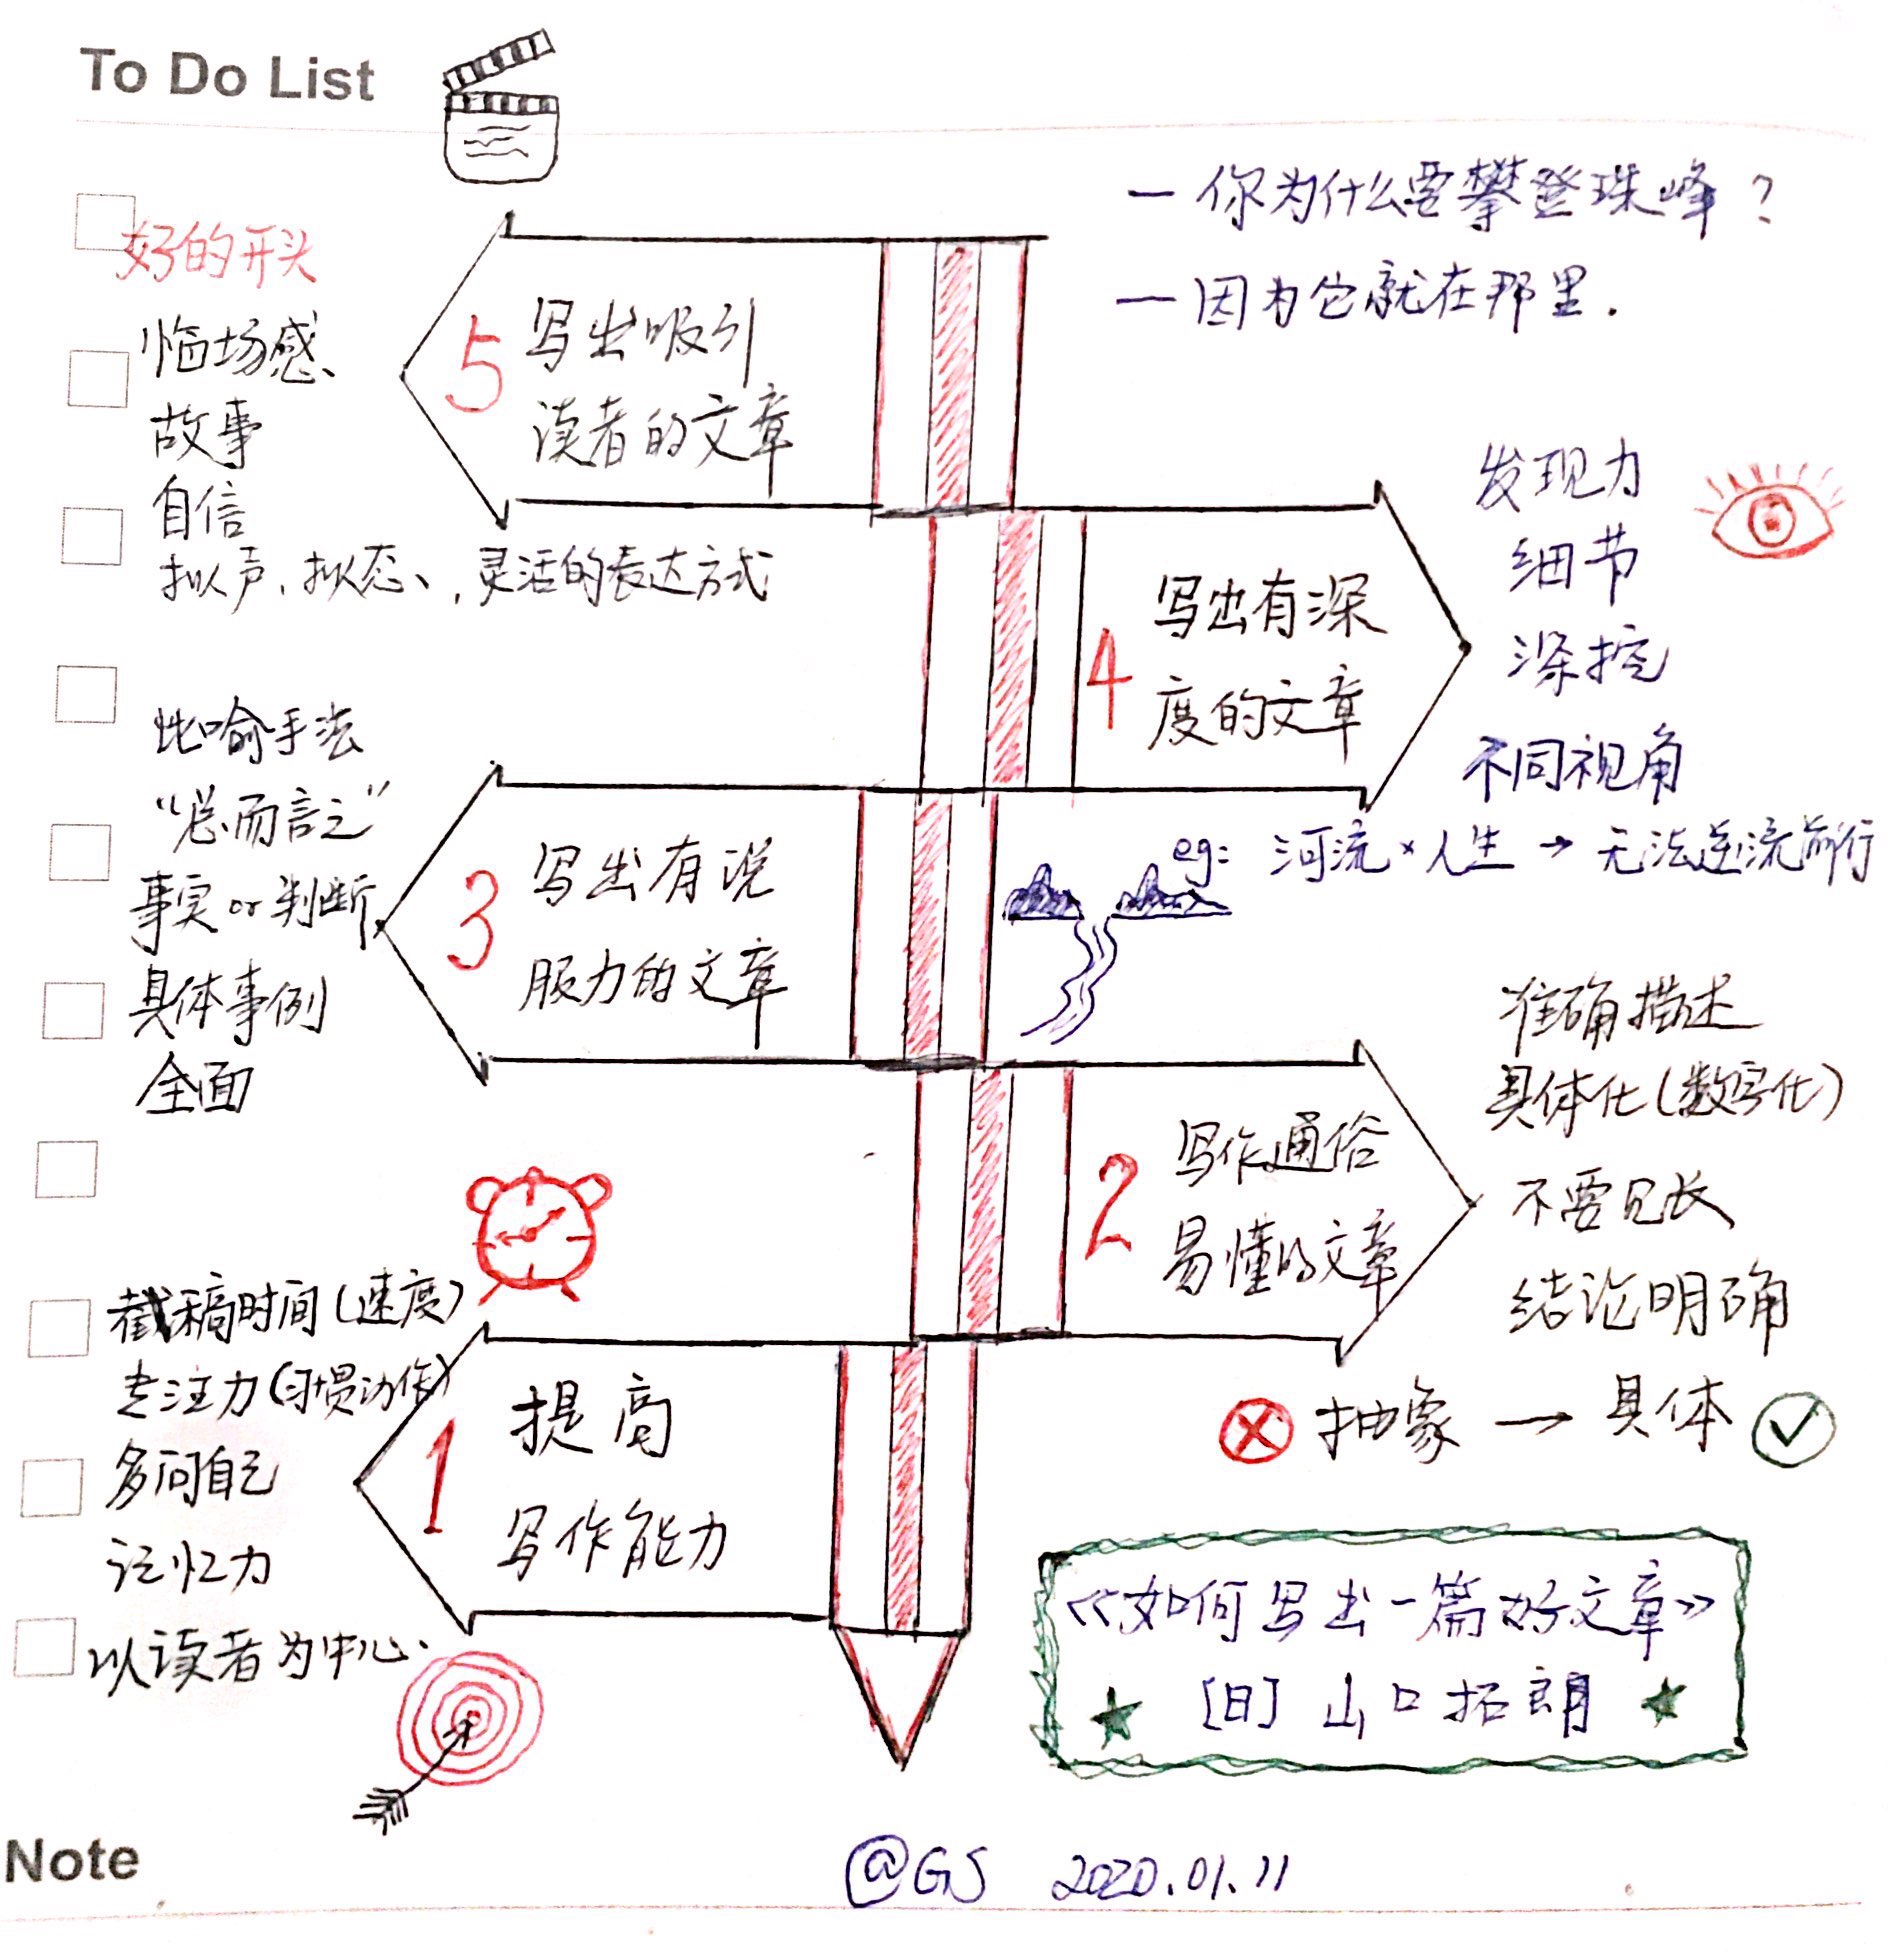 To Do List
一 你为什么要攀登珠峰？
一 因为它就在那里.
好的开头
临场感、
故事
自信
拟声、拟态、,灵活的表达方式
5
写出吸引
读者的文章
发现力
细节
深挖
不同视角
4
写出有深
度的文章
eg: 河流×人生→无法逆流前行
比喻手法
“总而言之”
事实or判断
具体事例
全面
3
写出有说
服力的文章
准确描述
具体化(数字化)
不要冗长
结论明确
2
写作通俗
易懂的文章
抽象→具体
截稿时间(速度)
专注力(习惯动作)
多问自己
记忆力
以读者为中心.
1
提高
写作能力
《如何写出一篇好文章》
[日] 山口拓朗
Note
@GS 2020.01.11